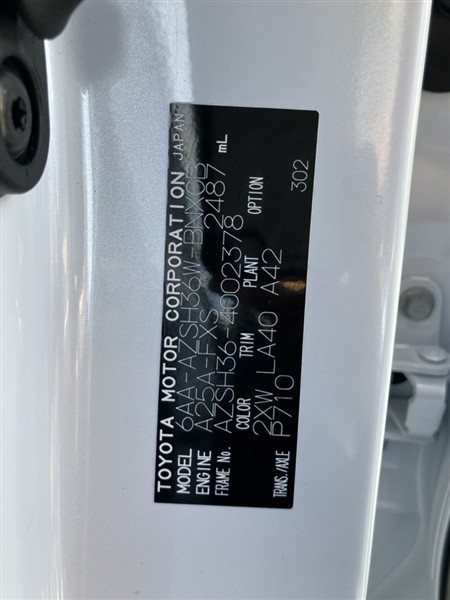 TOYOTA MOTOR CORPORATION JAPAN
MODEL 6AA-AZSH36W-BNXGB
ENGINE A25A-FXS 2487 mL
FRAME No. AZSH36-4002378
COLOR TRIM PLANT OPTION
2XW LA40 A42
TRANS./AXLE P710 302